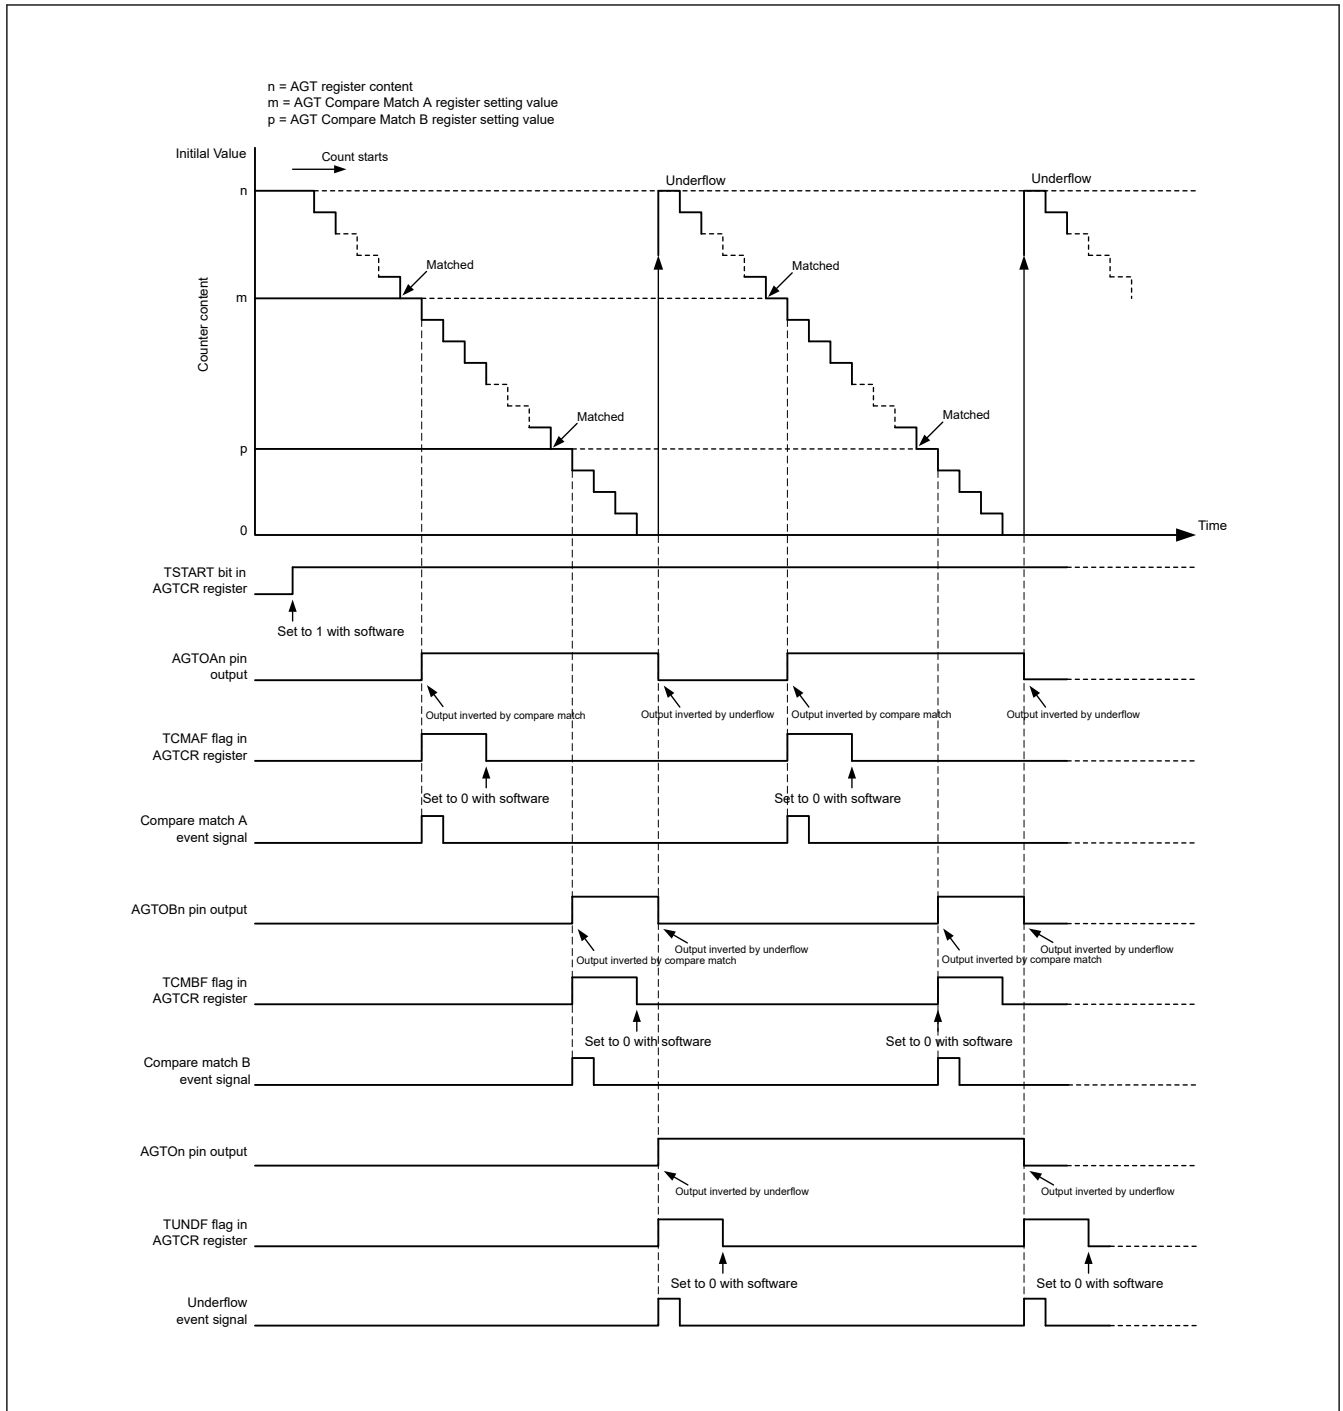 n = AGT register content
m = AGT Compare Match A register setting value
p = AGT Compare Match B register setting value
Initilal Value
Count starts
n
Underflow
Underflow
Matched
Matched
m
Counter content
Matched
Matched
p
0
Time
TSTART bit in
AGTCR register
Set to 1 with software
AGTOAn pin
output
Output inverted by compare match
Output inverted by underflow
Output inverted by compare match
Output inverted by underflow
TCMAF flag in
AGTCR register
Set to 0 with software
Set to 0 with software
Compare match A
event signal
AGTOBn pin output
Output inverted by underflow
Output inverted by compare match
Output inverted by underflow
Output inverted by compare match
TCMBF flag in
AGTCR register
Set to 0 with software
Set to 0 with software
Compare match B
event signal
AGTOn pin output
Output inverted by underflow
Output inverted by underflow
TUNDF flag in
AGTCR register
Set to 0 with software
Set to 0 with software
Underflow
event signal